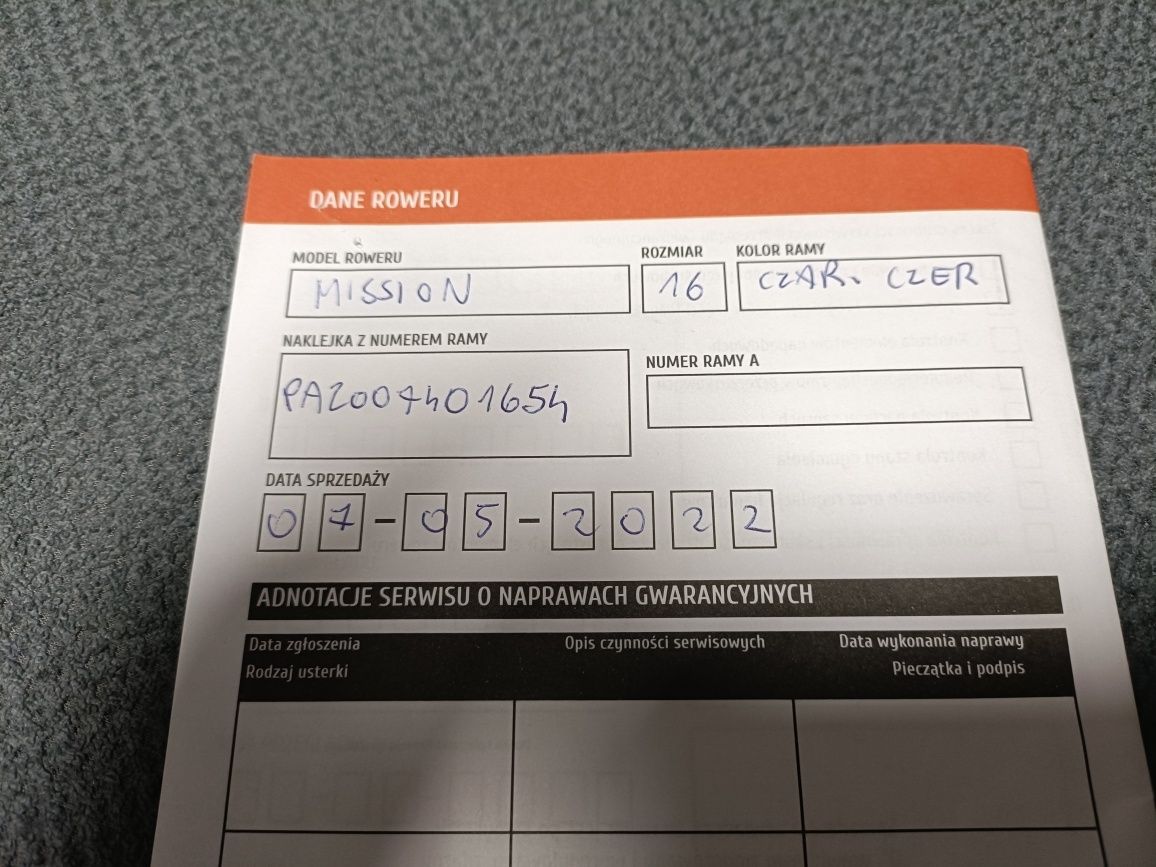 DANE ROWERU
MODEL ROWERU ROZMIAR KOLOR RAMY
MISSION 16 CZAR. CZER
NAKLEJKA Z NUMEREM RAMY NUMER RAMY A
PA2007401654
DATA SPRZEDAŻY
07-05-2022
ADNOTACJE SERWISU O NAPRAWACH GWARANCYJNYCH
Data zgłoszenia Opis czynności serwisowych Data wykonania naprawy
Rodzaj usterki Pieczątka i podpis